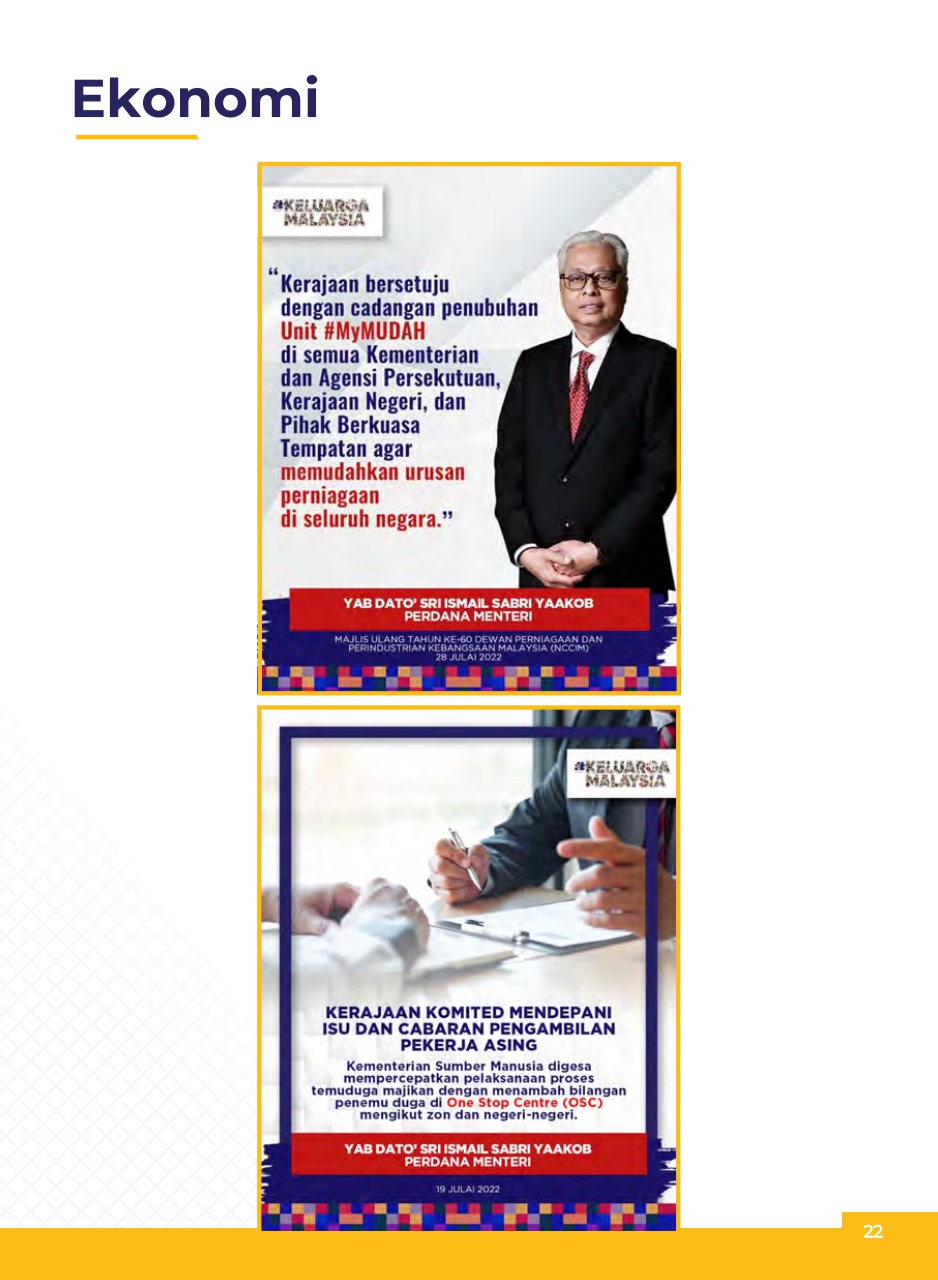 Ekonomi
#KELUARGA
MALAYSIA
“Kerajaan bersetuju
dengan cadangan penubuhan
Unit #MyMUDAH
di semua Kementerian
dan Agensi Persekutuan,
Kerajaan Negeri, dan
Pihak Berkuasa
Tempatan agar
memudahkan urusan
perniagaan
di seluruh negara.”
YAB DATO’ SRI ISMAIL SABRI YAAKOB
PERDANA MENTERI
MAJLIS ULANG TAHUN KE-60 DEWAN PERNIAGAAN DAN
PERINDUSTRIAN KEBANGSAAN MALAYSIA (NCCIM)
28 JULAI 2022
#KELUARGA
MALAYSIA
KERAJAAN KOMITED MENDEPANI
ISU DAN CABARAN PENGAMBILAN
PEKERJA ASING
Kementerian Sumber Manusia digesa
mempercepatkan pelaksanaan proses
temuduga majikan dengan menambah bilangan
penemu duga di One Stop Centre (OSC)
mengikut zon dan negeri-negeri.
YAB DATO’ SRI ISMAIL SABRI YAAKOB
PERDANA MENTERI
19 JULAI 2022
22